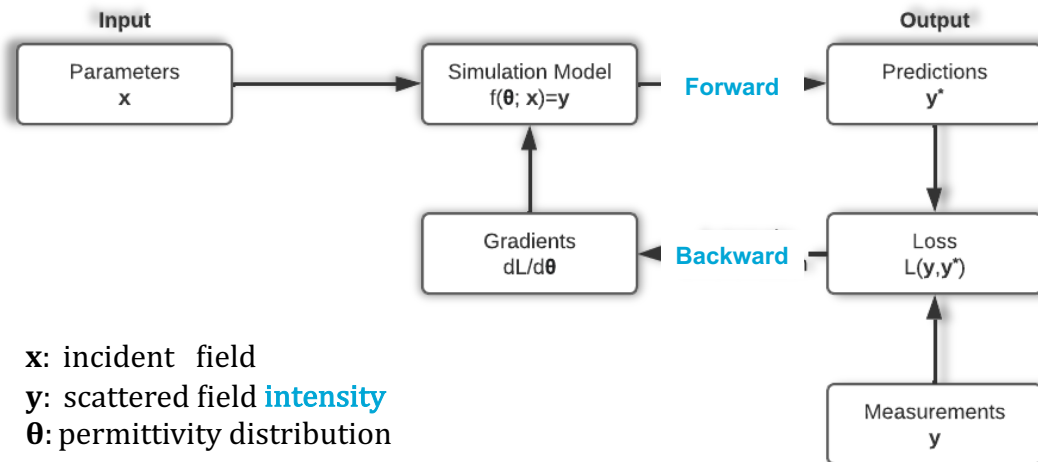 Input
Output
Parameters
x
Simulation Model
f(θ; x)=y
Forward
Predictions
y*
Gradients
dL/dθ
Backward
Loss
L(y,y*)
x: incident field
y: scattered field intensity
θ: permittivity distribution
Measurements
y